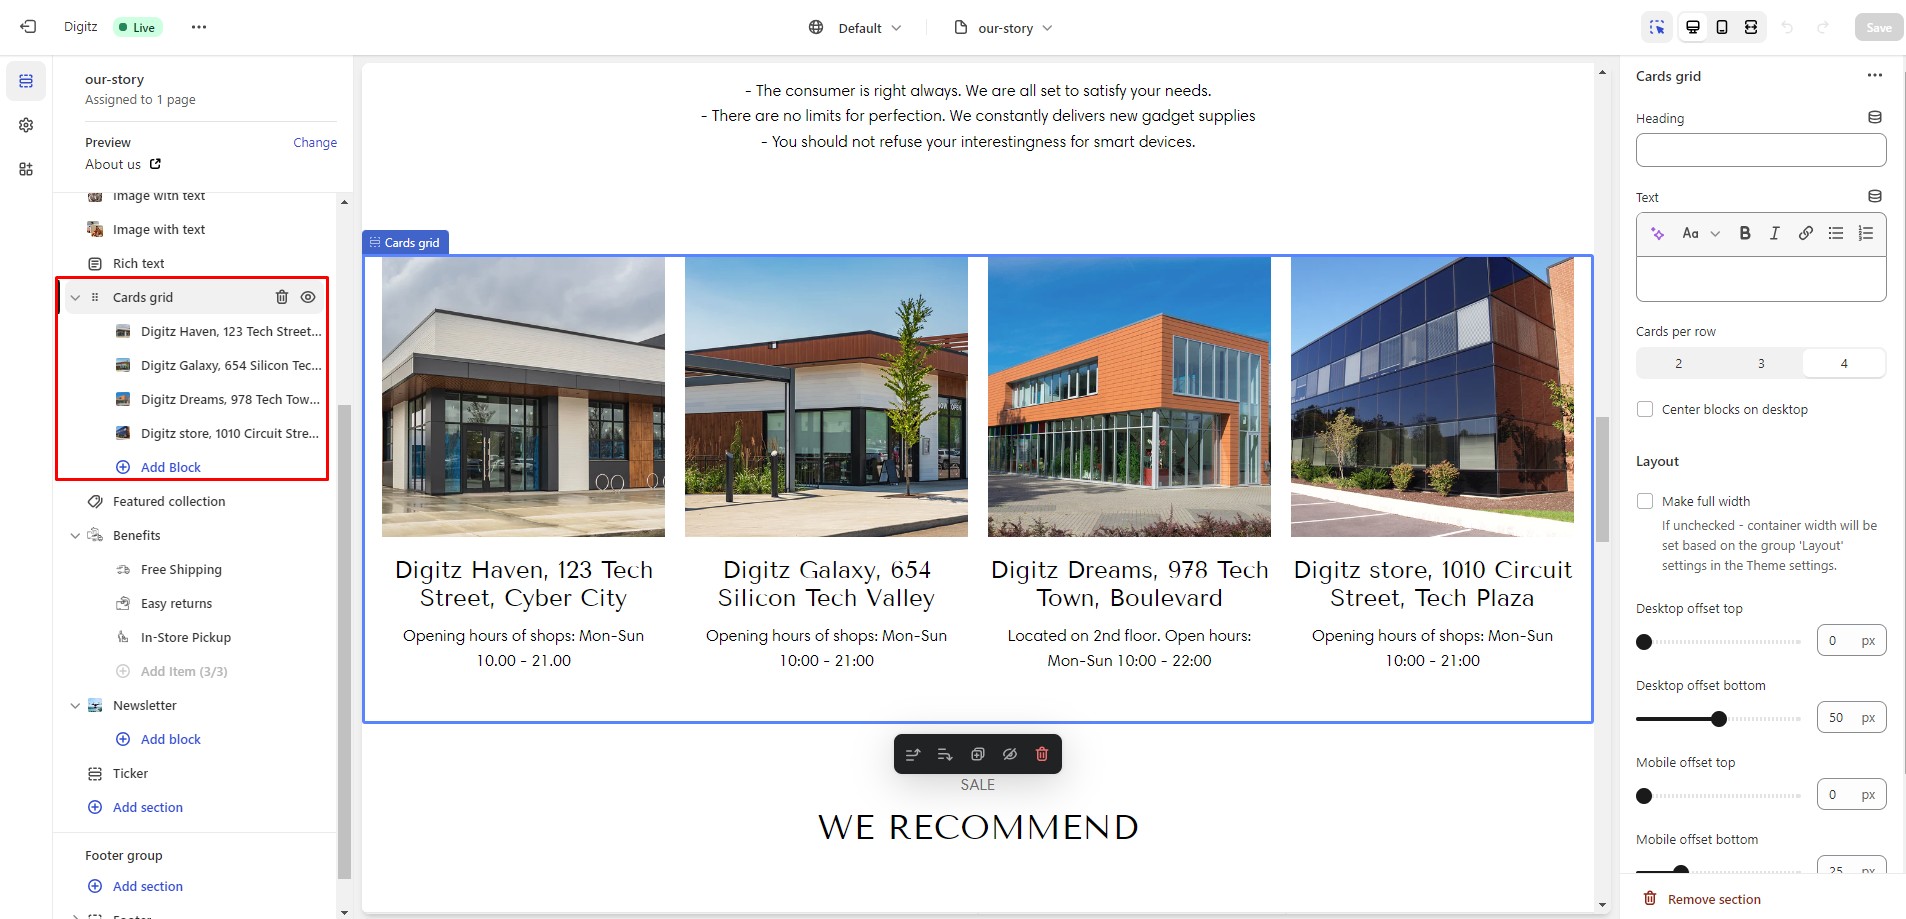 Digitz
Live
Default
our-story
Save
our-story
Assigned to 1 page
Preview
Change
About us
Image with text
Image with text
Rich text
Cards grid
Digitz Haven, 123 Tech Street...
Digitz Galaxy, 654 Silicon Tec...
Digitz Dreams, 978 Tech Tow...
Digitz store, 1010 Circuit Stre...
Add Block
Featured collection
Benefits
Free Shipping
Easy returns
In-Store Pickup
Add Item (3/3)
Newsletter
Add block
Ticker
Add section
Footer group
Add section
Footer
- The consumer is right always. We are all set to satisfy your needs.
- There are no limits for perfection. We constantly delivers new gadget supplies
- You should not refuse your interestingness for smart devices.
Cards grid
NOW OPEN
Digitz Haven, 123 Tech
Street, Cyber City
Opening hours of shops: Mon-Sun
10.00 - 21.00
Digitz Galaxy, 654
Silicon Tech Valley
Opening hours of shops: Mon-Sun
10:00 - 21:00
Digitz Dreams, 978 Tech
Town, Boulevard
Located on 2nd floor. Open hours:
Mon-Sun 10:00 - 22:00
Digitz store, 1010 Circuit
Street, Tech Plaza
Opening hours of shops: Mon-Sun
10:00 - 21:00
SALE
WE RECOMMEND
Cards grid
Heading
Text
Aa
B
I
Cards per row
2
3
4
Center blocks on desktop
Layout
Make full width
If unchecked - container width will be
set based on the group 'Layout'
settings in the Theme settings.
Desktop offset top
0 px
Desktop offset bottom
50 px
Mobile offset top
0 px
Mobile offset bottom
25 px
Remove section